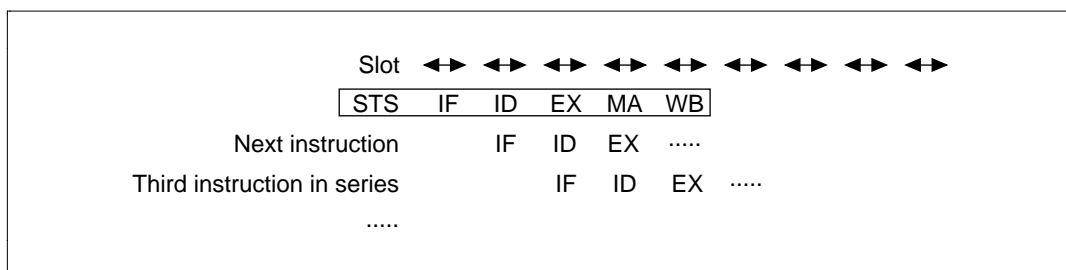 Slot
STS IF ID EX MA WB
Next instruction IF ID EX .....
Third instruction in series IF ID EX .....
.....